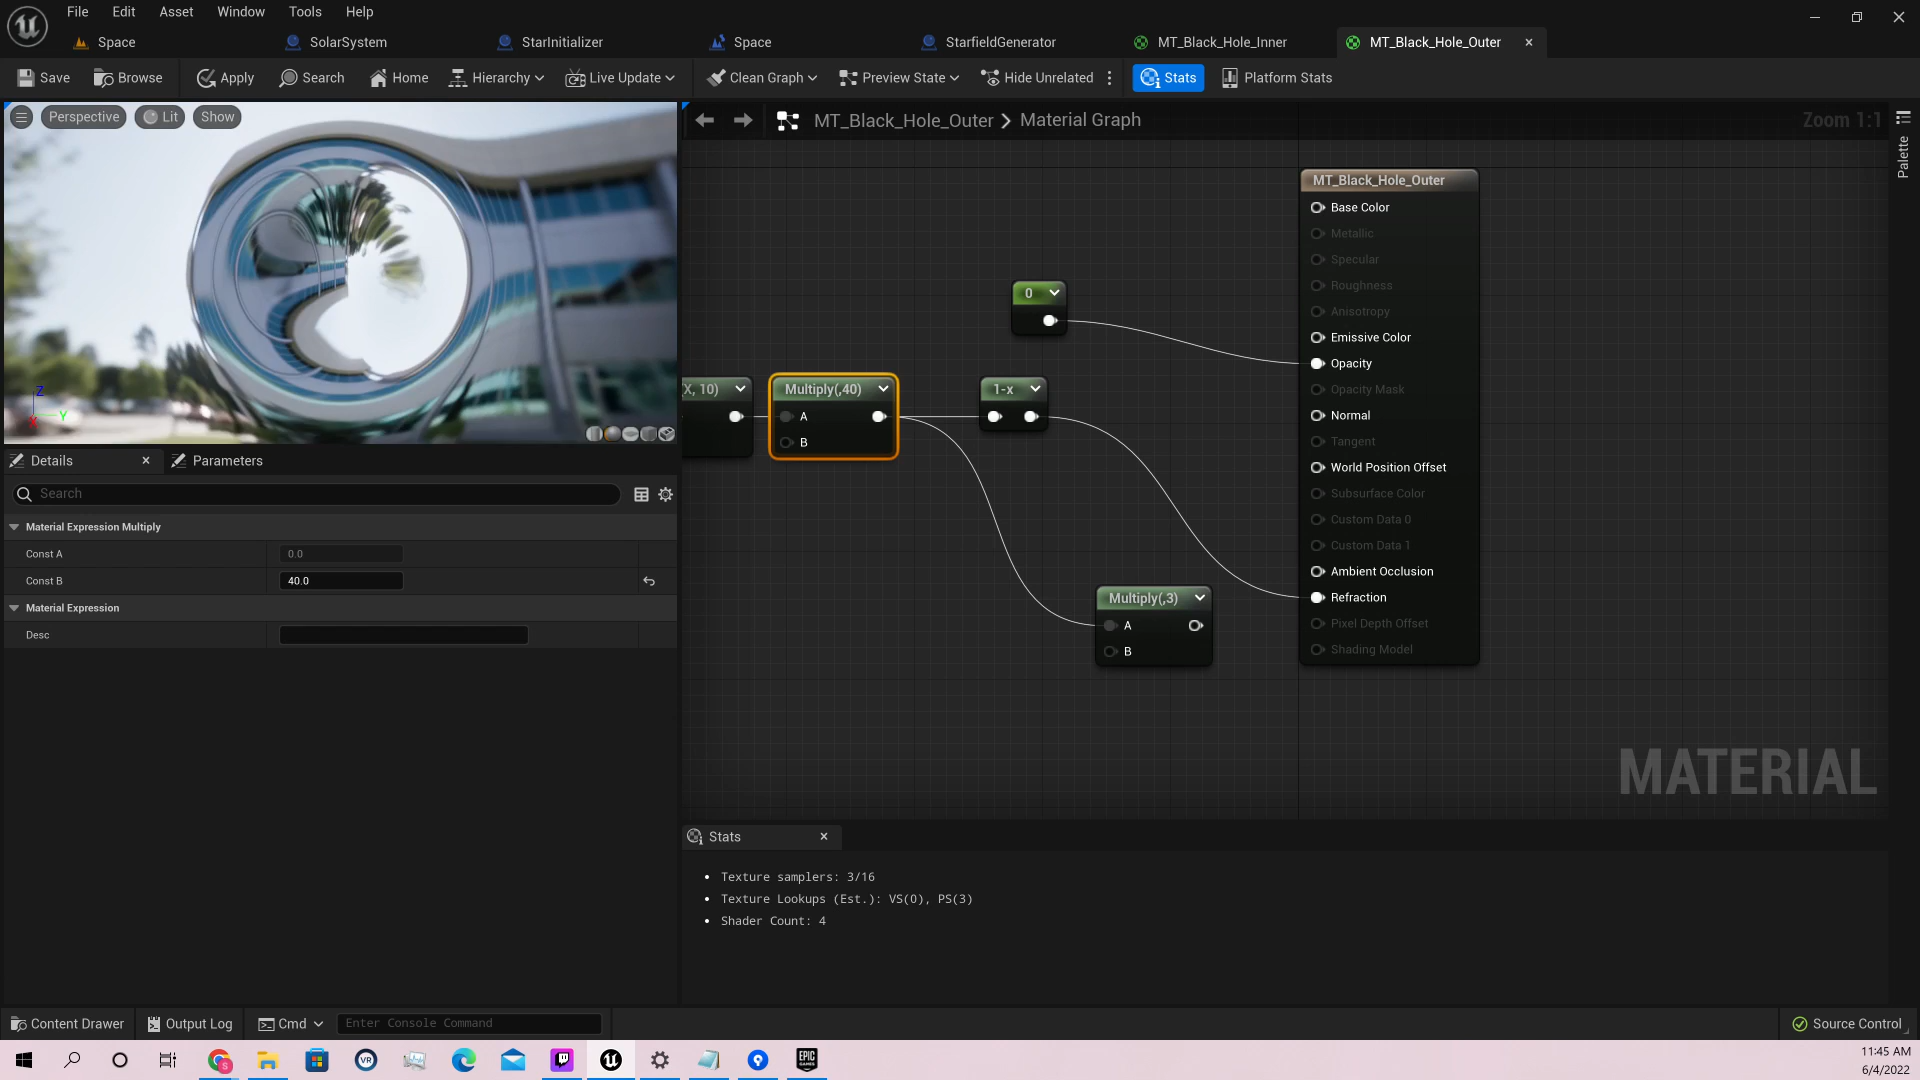 File Edit Asset Window Tools Help
Space SolarSystem StarInitializer Space StarfieldGenerator MT_Black_Hole_Inner MT_Black_Hole_Outer
Save Browse Apply Search Home Hierarchy Live Update Clean Graph Preview State Hide Unrelated Stats Platform Stats
Perspective Lit Show
MT_Black_Hole_Outer Material Graph
Zoom 1:1
Palette
MT_Black_Hole_Outer
Base Color
Metallic
Specular
Roughness
Anisotropy
Emissive Color
Opacity
Opacity Mask
Normal
Tangent
World Position Offset
Subsurface Color
Custom Data 0
Custom Data 1
Ambient Occlusion
Refraction
Pixel Depth Offset
Shading Model
0
(X, 10)
Multiply(,40)
A
B
1-x
Multiply(,3)
A
B
Z
Y
X
MATERIAL
Details Parameters
Search
Material Expression Multiply
Const A 0.0
Const B 40.0
Material Expression
Desc
Stats
Texture samplers: 3/16
Texture Lookups (Est.): VS(0), PS(3)
Shader Count: 4
Content Drawer Output Log Cmd Enter Console Command Source Control
VR
S
EPIC
GAMES
11:45 AM
6/4/2022